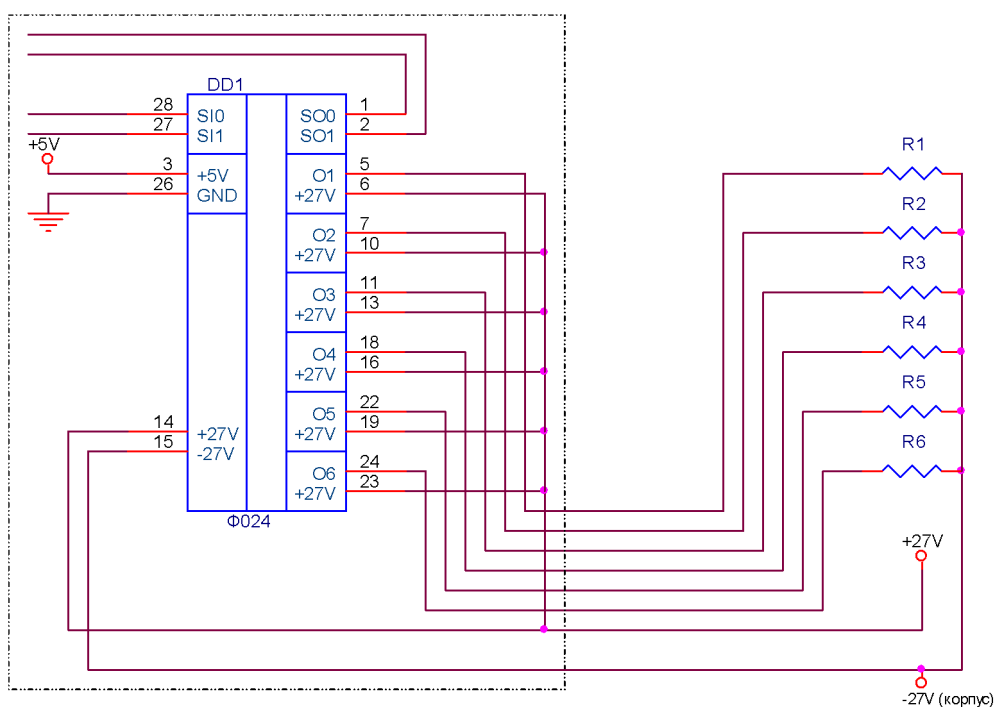 DD1
28 SI0 SO0 1
27 SI1 SO1 2
+5V
3 +5V O1 5
26 GND +27V 6
O2 7
+27V 10
O3 11
+27V 13
O4 18
+27V 16
O5 22
14 +27V +27V 19
15 -27V
O6 24
+27V 23
Ф024
R1
R2
R3
R4
R5
R6
+27V
-27V (корпус)